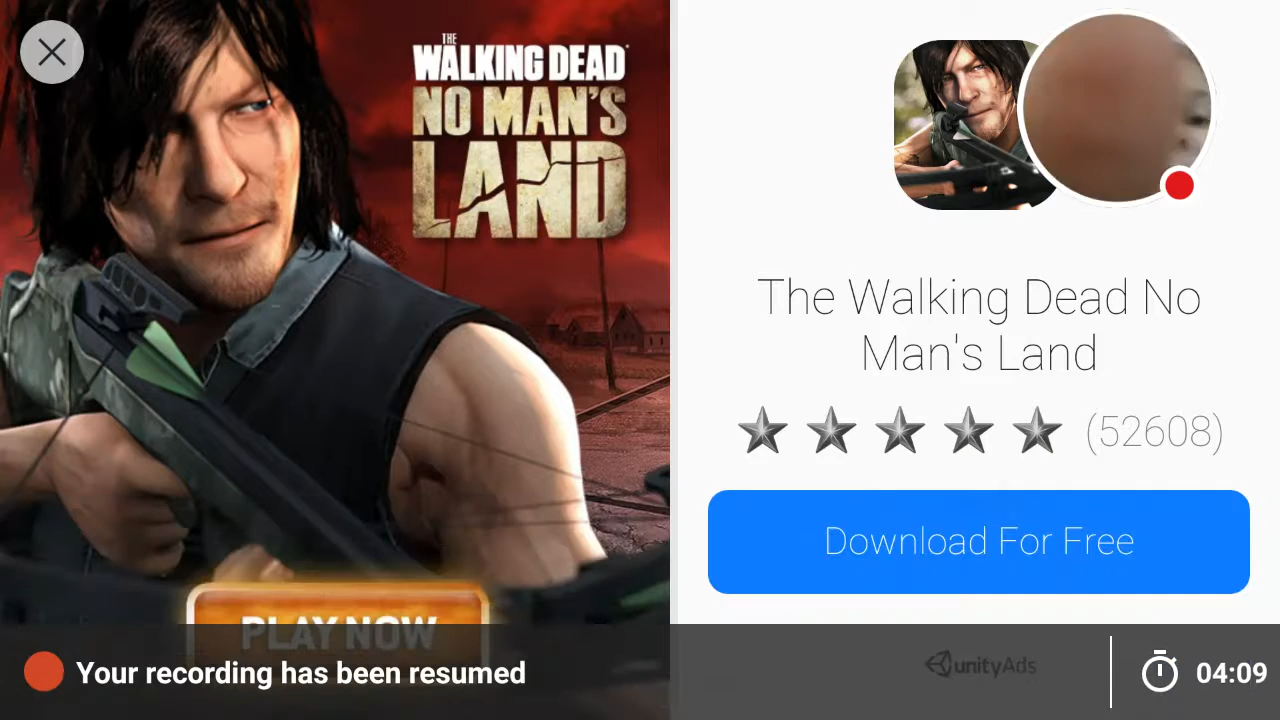 THE
WALKING DEAD
NO MAN'S
LAND
The Walking Dead No
Man's Land
(52608)
Download For Free
PLAY NOW
Your recording has been resumed
unityAds
04:09